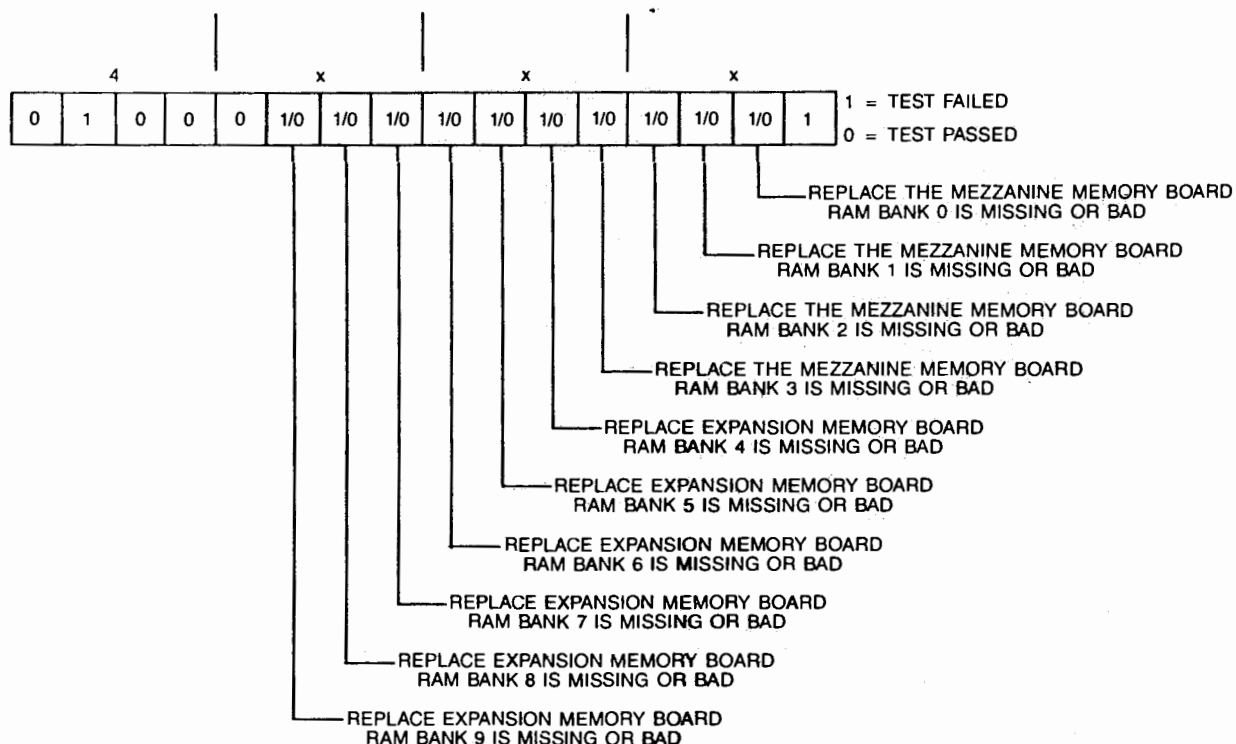 4 x x x
0 1 0 0 0 1/0 1/0 1/0 1/0 1/0 1/0 1/0 1/0 1/0 1/0 1
1 = TEST FAILED
0 = TEST PASSED
REPLACE THE MEZZANINE MEMORY BOARD
RAM BANK 0 IS MISSING OR BAD
REPLACE THE MEZZANINE MEMORY BOARD
RAM BANK 1 IS MISSING OR BAD
REPLACE THE MEZZANINE MEMORY BOARD
RAM BANK 2 IS MISSING OR BAD
REPLACE THE MEZZANINE MEMORY BOARD
RAM BANK 3 IS MISSING OR BAD
REPLACE EXPANSION MEMORY BOARD
RAM BANK 4 IS MISSING OR BAD
REPLACE EXPANSION MEMORY BOARD
RAM BANK 5 IS MISSING OR BAD
REPLACE EXPANSION MEMORY BOARD
RAM BANK 6 IS MISSING OR BAD
REPLACE EXPANSION MEMORY BOARD
RAM BANK 7 IS MISSING OR BAD
REPLACE EXPANSION MEMORY BOARD
RAM BANK 8 IS MISSING OR BAD
REPLACE EXPANSION MEMORY BOARD
RAM BANK 9 IS MISSING OR BAD